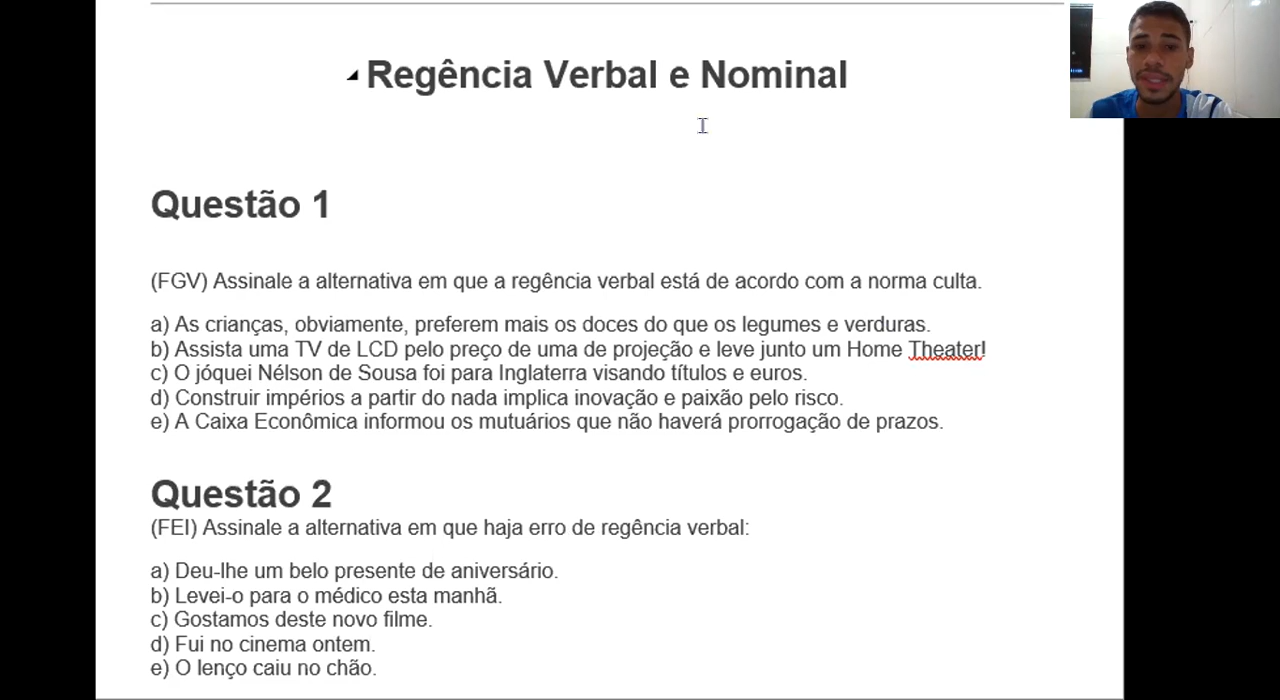 Regência Verbal e Nominal
Questão 1
(FGV) Assinale a alternativa em que a regência verbal está de acordo com a norma culta.
a) As crianças, obviamente, preferem mais os doces do que os legumes e verduras.
b) Assista uma TV de LCD pelo preço de uma de projeção e leve junto um Home Theater!
c) O jóquei Nélson de Sousa foi para Inglaterra visando títulos e euros.
d) Construir impérios a partir do nada implica inovação e paixão pelo risco.
e) A Caixa Econômica informou os mutuários que não haverá prorrogação de prazos.
Questão 2
(FEI) Assinale a alternativa em que haja erro de regência verbal:
a) Deu-lhe um belo presente de aniversário.
b) Levei-o para o médico esta manhã.
c) Gostamos deste novo filme.
d) Fui no cinema ontem.
e) O lenço caiu no chão.